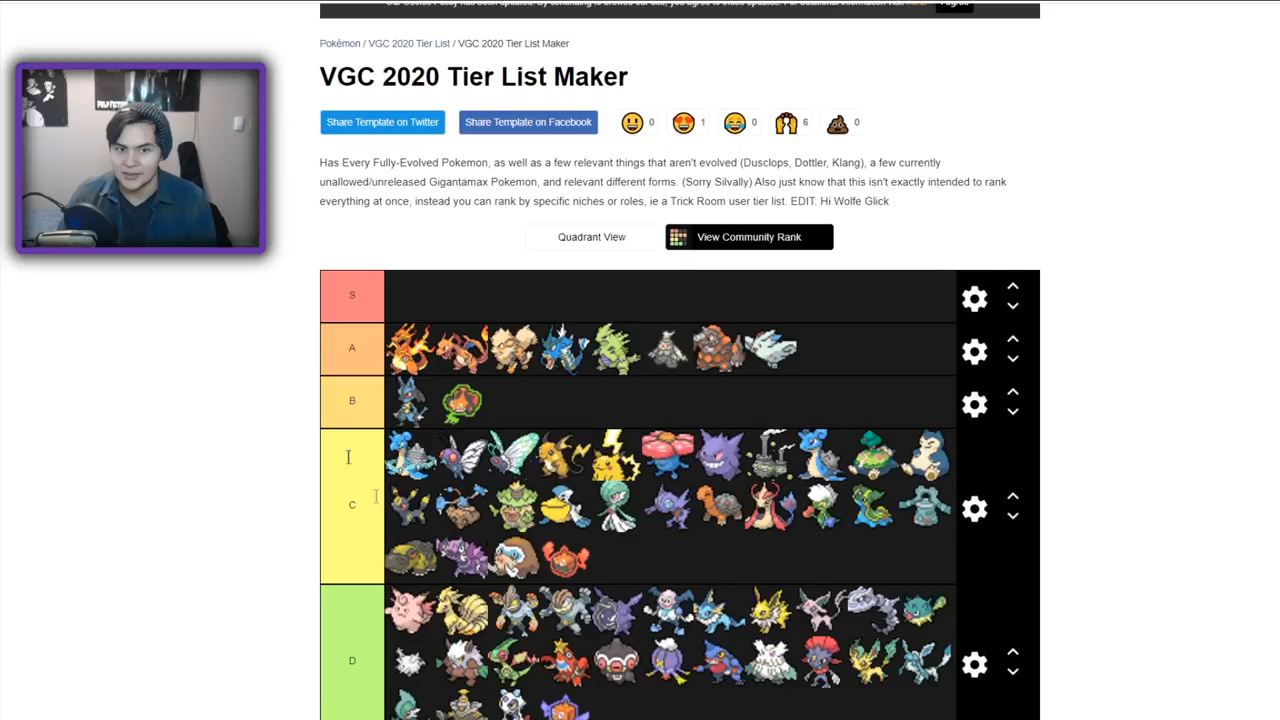 Pokémon / VGC 2020 Tier List / VGC 2020 Tier List Maker
VGC 2020 Tier List Maker
Share Template on Twitter Share Template on Facebook 0 1 0 6 0
Has Every Fully-Evolved Pokemon, as well as a few relevant things that aren't evolved (Dusclops, Dottler, Klang), a few currently
unallowed/unreleased Gigantamax Pokemon, and relevant different forms. (Sorry Silvally) Also just know that this isn't exactly intended to rank
everything at once, instead you can rank by specific niches or roles, ie a Trick Room user tier list. EDIT: Hi Wolfe Glick
Quadrant View View Community Rank
S
A
B
C
D